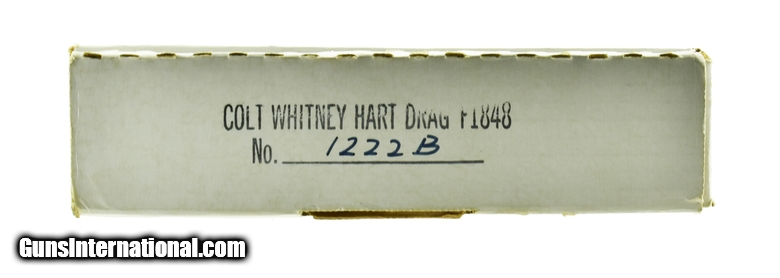 COLT WHITNEY HART DRAG F1848
No. 1222B
GunsInternational.com